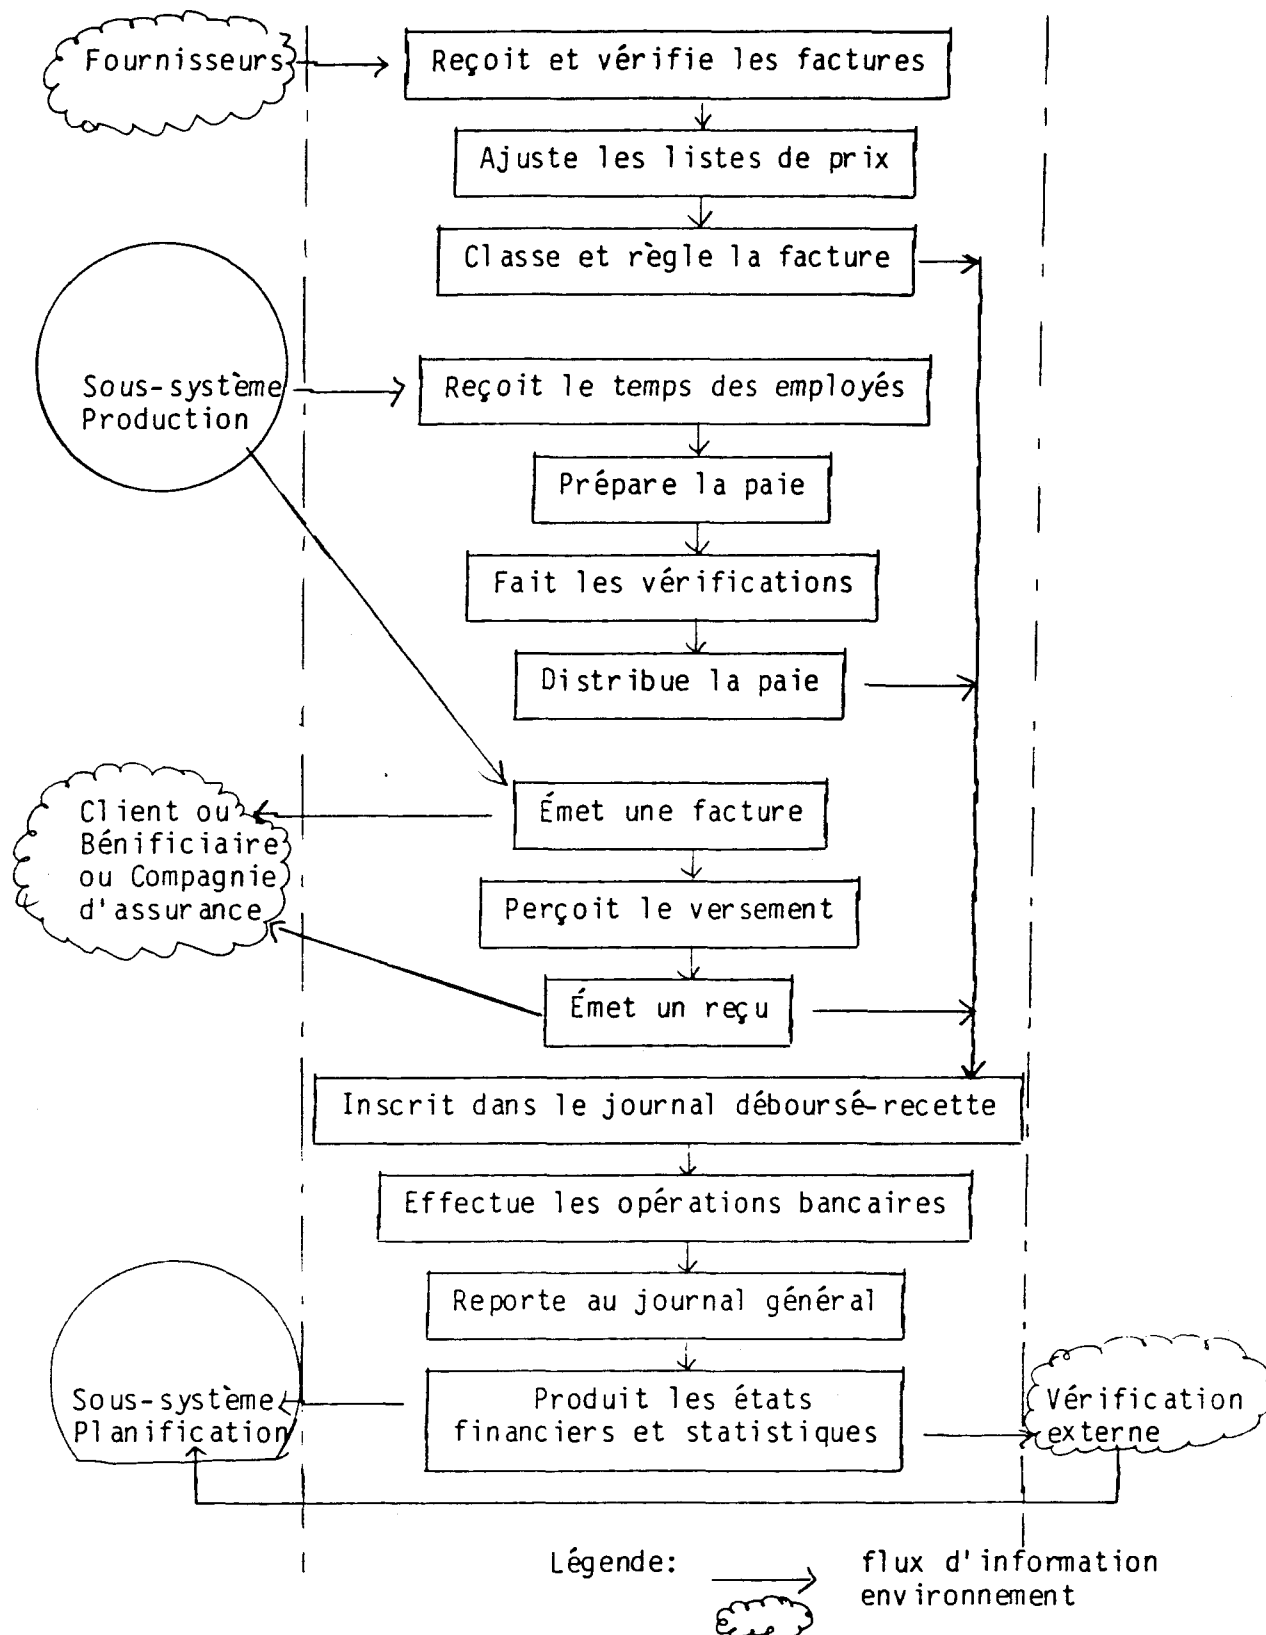 Fournisseurs
Reçoit et vérifie les factures
Ajuste les listes de prix
Classe et règle la facture
Sous-système
Production
Reçoit le temps des employés
Prépare la paie
Fait les vérifications
Distribue la paie
Client ou
Bénificiaire
ou Compagnie
d'assurance
Émet une facture
Perçoit le versement
Émet un reçu
Inscrit dans le journal déboursé-recette
Effectue les opérations bancaires
Reporte au journal général
Sous-système
Planification
Produit les états
financiers et statistiques
Vérification
externe
Légende:
flux d'information
environnement